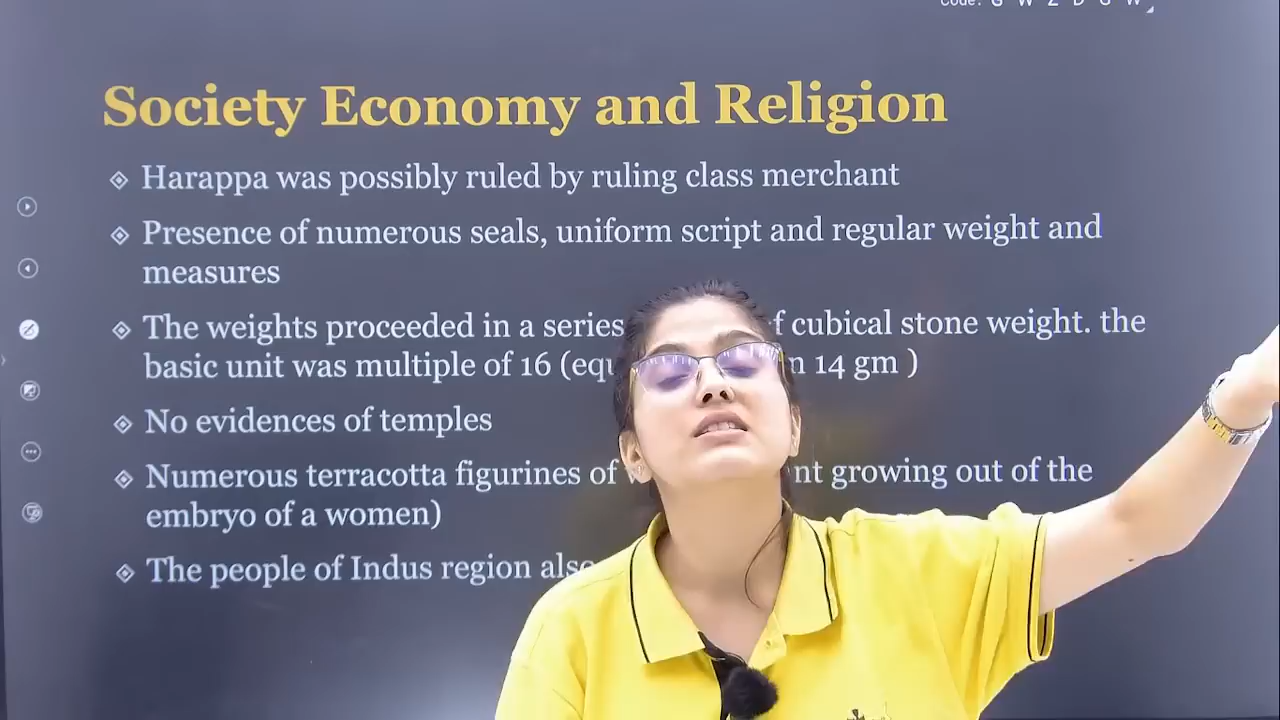 Code: G W Z D G W
Society Economy and Religion
Harappa was possibly ruled by ruling class merchant
Presence of numerous seals, uniform script and regular weight and
measures
The weights proceeded in a series cubical stone weight. the
basic unit was multiple of 16 ( 14 gm )
No evidences of temples
Numerous terracotta figurines of growing out of the
embryo of a women)
The people of Indus region also